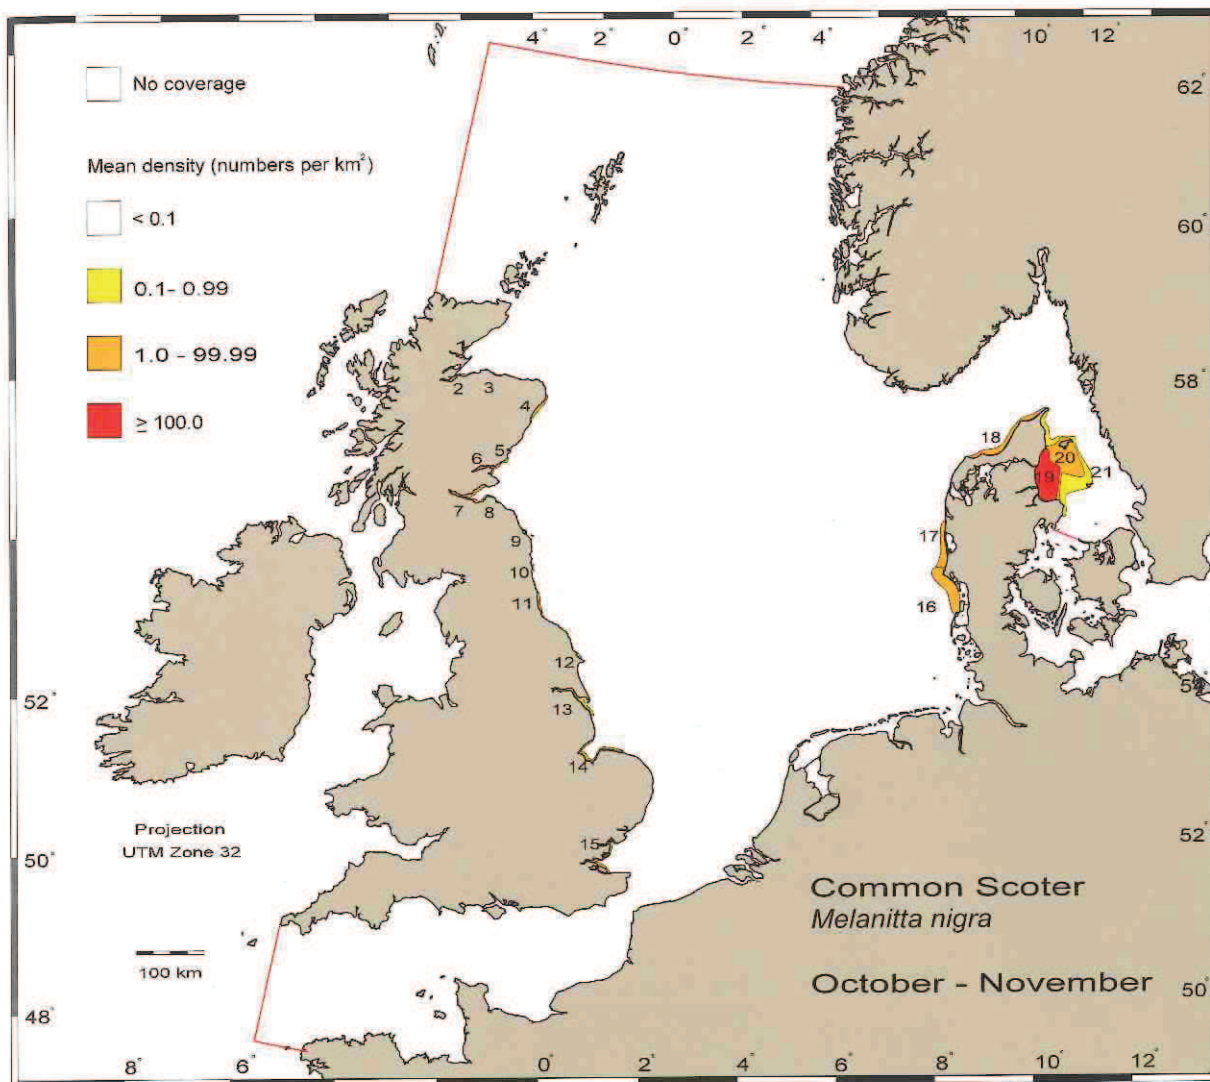 4° 2° 0° 2° 4° 10° 12°
No coverage
62°
Mean density (numbers per km²)
< 0.1
60°
0.1- 0.99
1.0 - 99.99
58°
≥ 100.0
2 3
4
18
5
6
20
19
21
7 8
17
9
10
11
16
12
52°
13
14
Projection
UTM Zone 32
52°
15
50°
Common Scoter
Melanitta nigra
100 km
October - November
50°
48°
8° 6° 0° 2° 4° 6° 8° 10° 12°